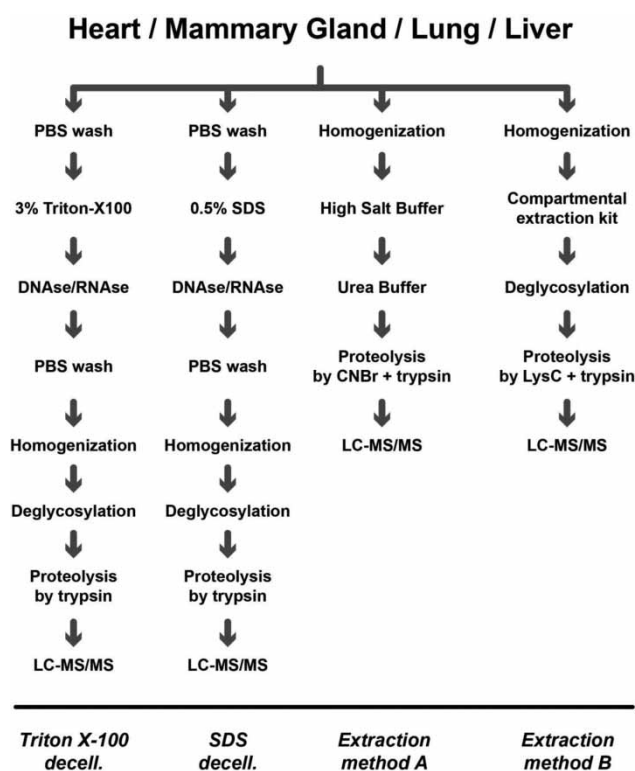 Heart / Mammary Gland / Lung / Liver
PBS wash
PBS wash
Homogenization
Homogenization
3% Triton-X100
0.5% SDS
High Salt Buffer
Compartmental
extraction kit
DNAse/RNAse
DNAse/RNAse
Urea Buffer
Deglycosylation
PBS wash
PBS wash
Proteolysis
by CNBr + trypsin
Proteolysis
by LysC + trypsin
Homogenization
Homogenization
LC-MS/MS
LC-MS/MS
Deglycosylation
Deglycosylation
Proteolysis
by trypsin
Proteolysis
by trypsin
LC-MS/MS
LC-MS/MS
Triton X-100
decell.
SDS
decell.
Extraction
method A
Extraction
method B